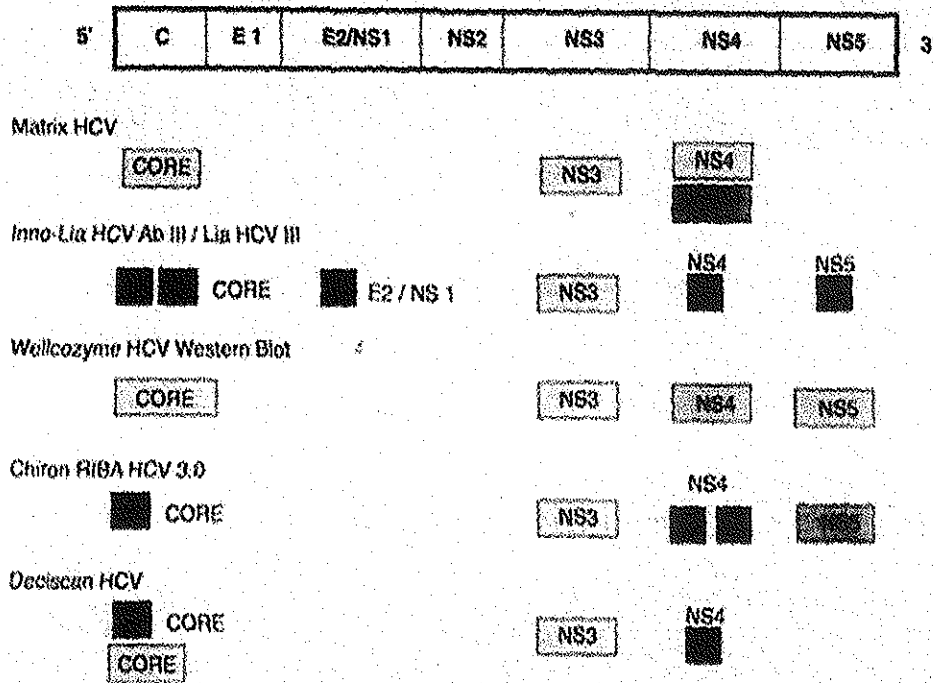 5' C E 1 E2/NS1 NS2 NS3 NS4 NS5 3
Matrix HCV
CORE NS3 NS4
Inno-Lia HCV Ab III / Lia HCV III
CORE E2 / NS 1 NS3 NS4 NS5
Wellcozyme HCV Western Blot
CORE NS3 NS4 NS5
Chiron RIBA HCV 3.0
CORE NS3 NS4
Deciscan HCV
CORE NS3 NS4
CORE